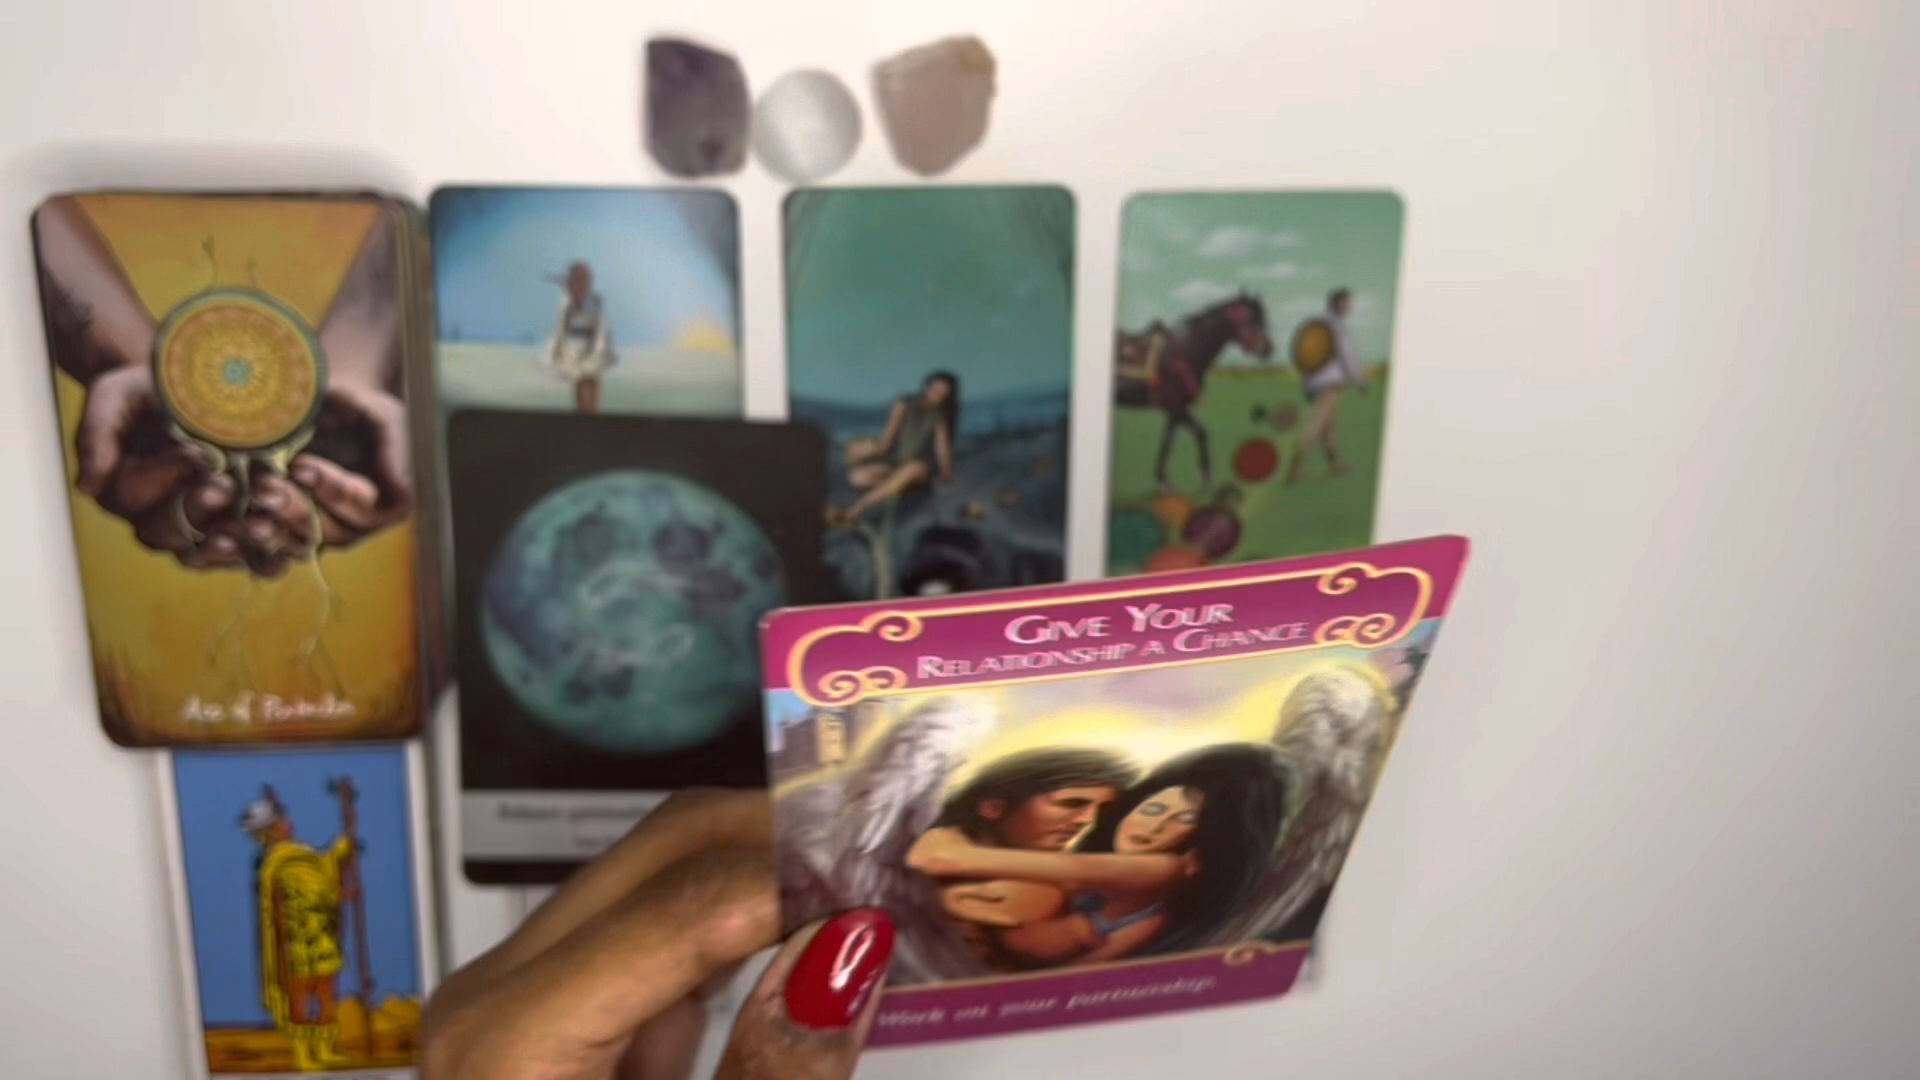 Give Your
Relationship a Chance
Work on your partnership.
Ace of Pentacles